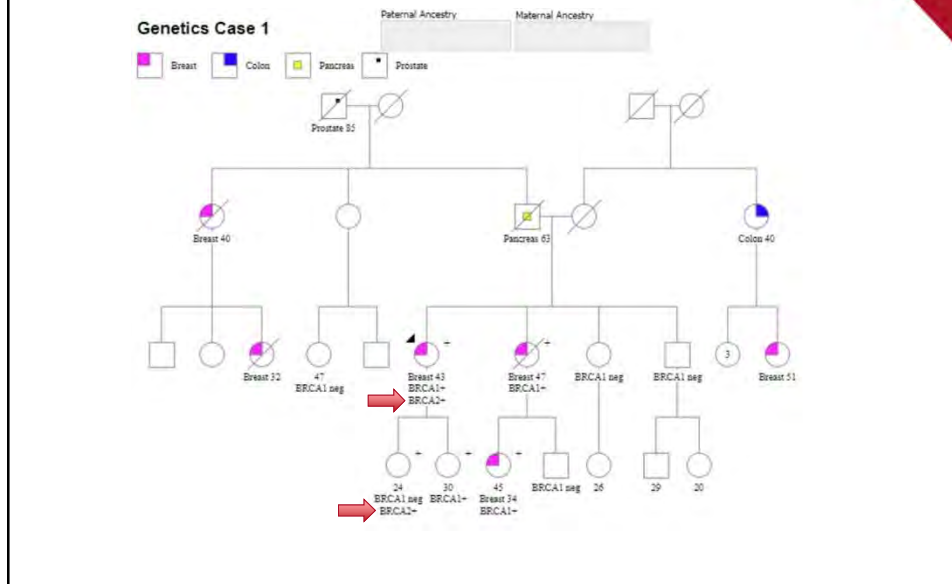 Paternal Ancestry
Maternal Ancestry
Genetics Case 1
Breast
Colon
Pancreas
Prostate
Prostate 85
Breast 40
Pancreas 63
Colon 40
3
Breast 32
47
BRCA1 neg
Breast 43
BRCA1+
BRCA2+
+
Breast 47
BRCA1+
+
BRCA1 neg
BRCA1 neg
Breast 51
24
BRCA1 neg
BRCA2+
+
30
BRCA1+
+
45
Breast 34
BRCA1+
+
BRCA1 neg
26
29
20